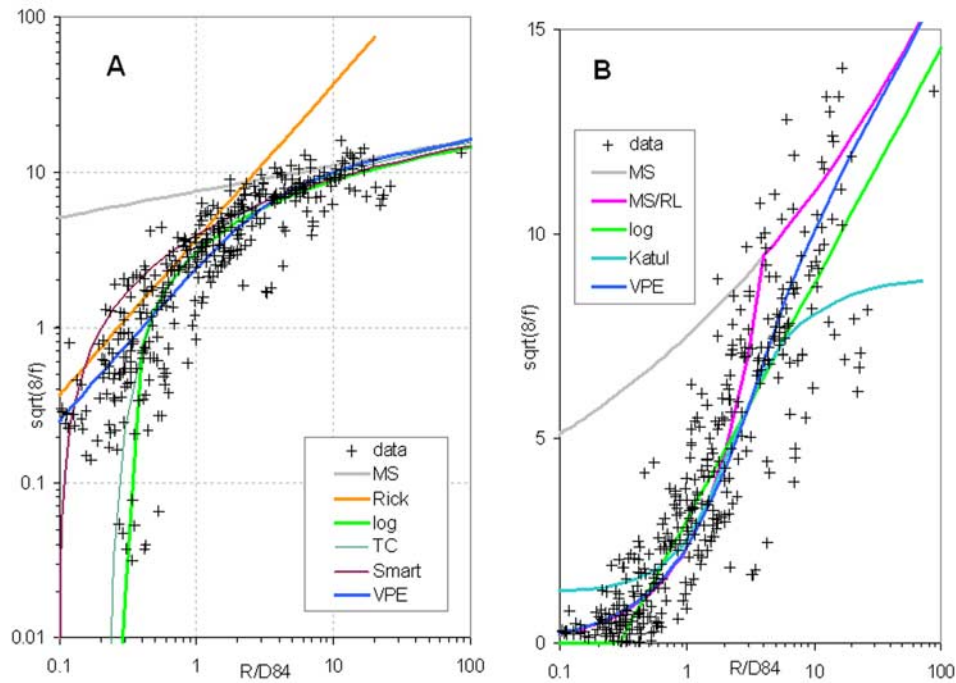 A
100
10
1
0.1
0.01
sqrt(8/f)
data
MS
Rick
log
TC
Smart
VPE
0.1
1
10
100
R/D84
B
15
10
5
0
sqrt(8/f)
data
MS
MS/RL
log
Katul
VPE
0.1
1
10
100
R/D84